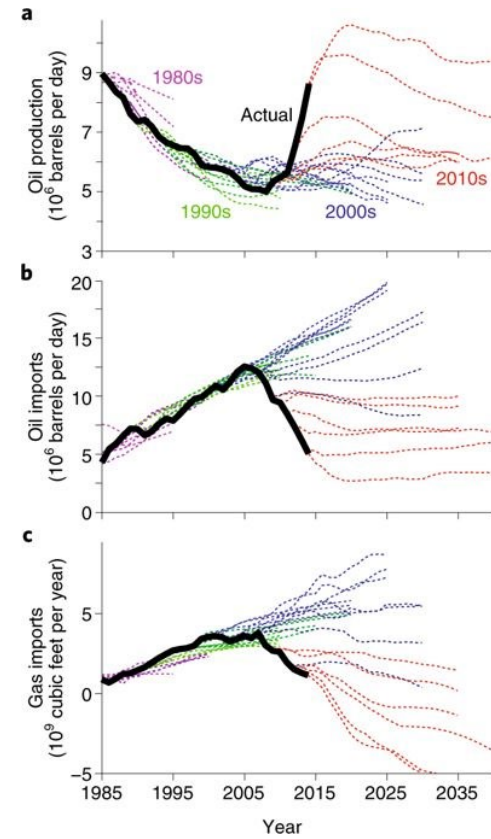 a
Oil production
(10⁶ barrels per day)
9
7
5
3
1980s
Actual
1990s
2000s
2010s
b
Oil imports
(10⁶ barrels per day)
20
15
10
5
0
c
Gas imports
(10⁹ cubic feet per year)
5
0
−5
1985
1995
2005
2015
2025
2035
Year